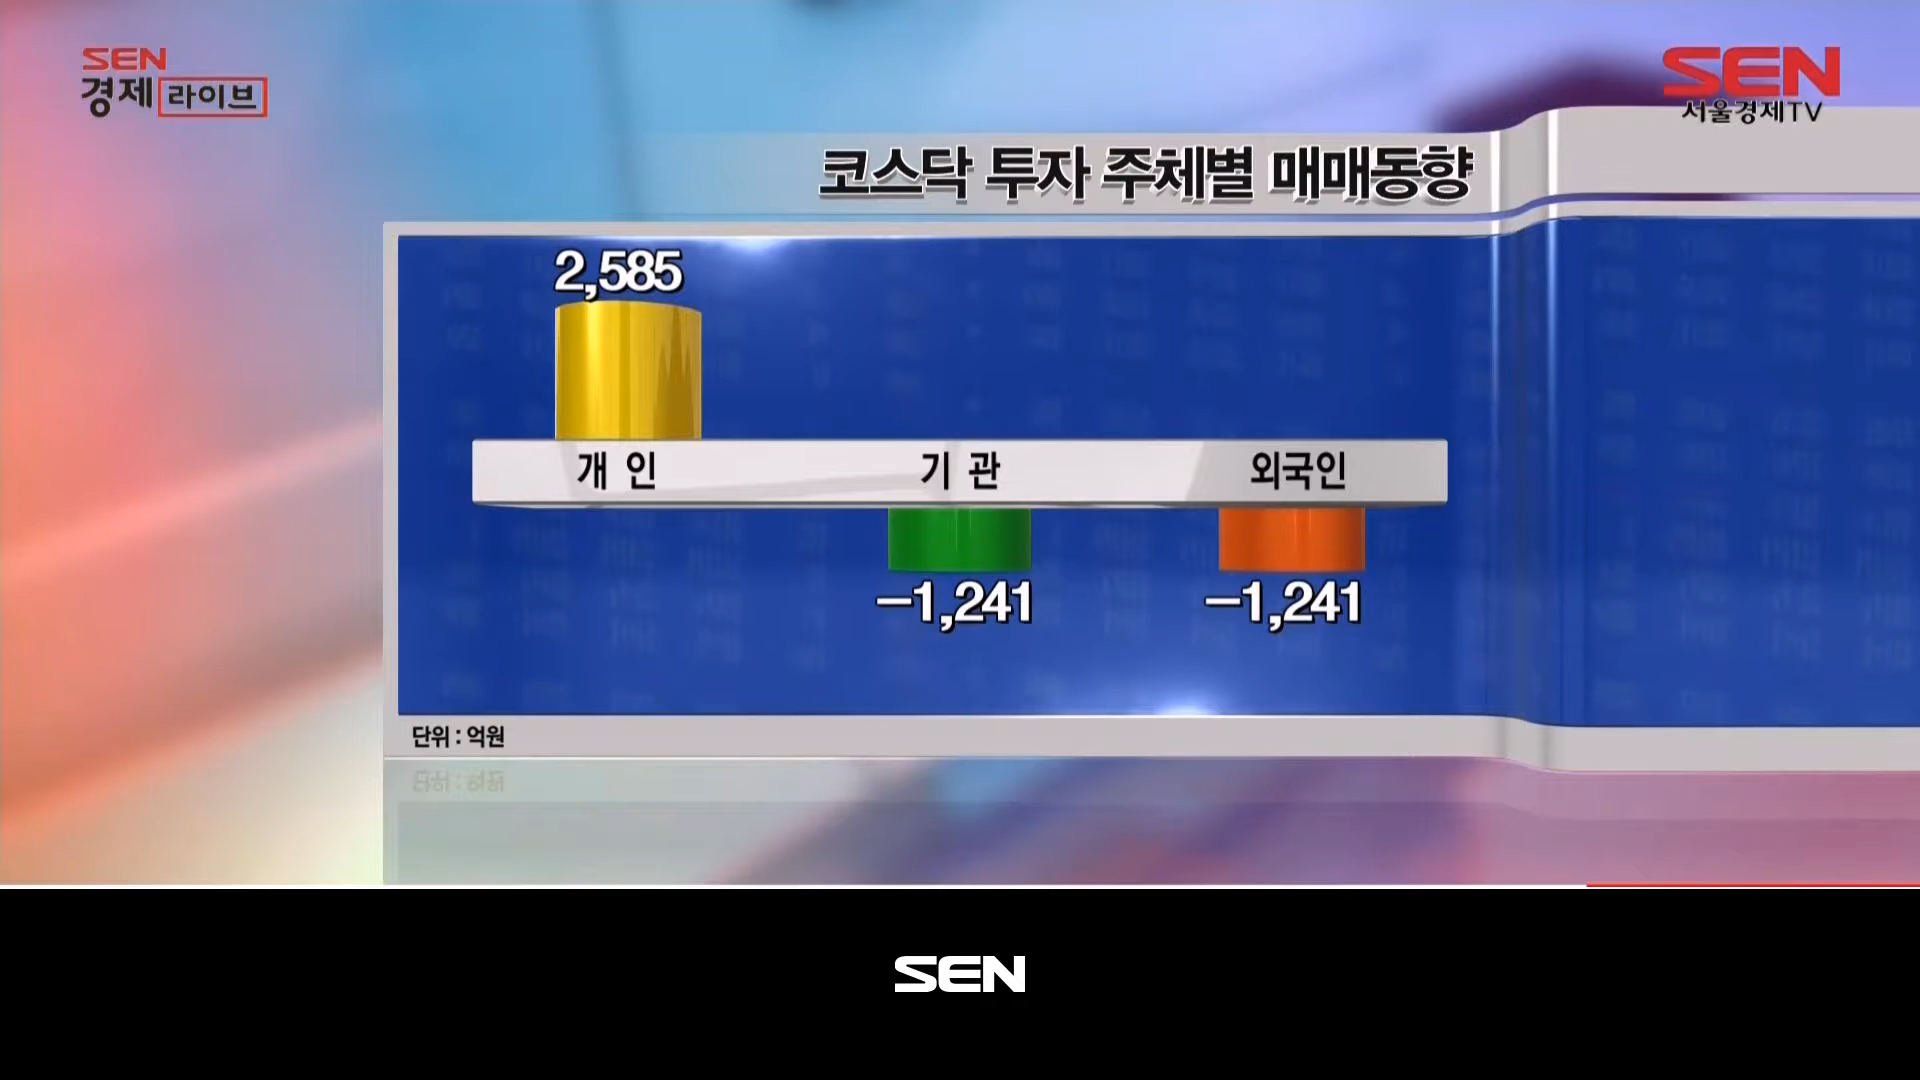 SEN
경제 라이브
SEN
서울경제TV
코스닥 투자 주체별 매매동향
2,585
개 인
기 관
외국인
–1,241
–1,241
단위 : 억원
SEN